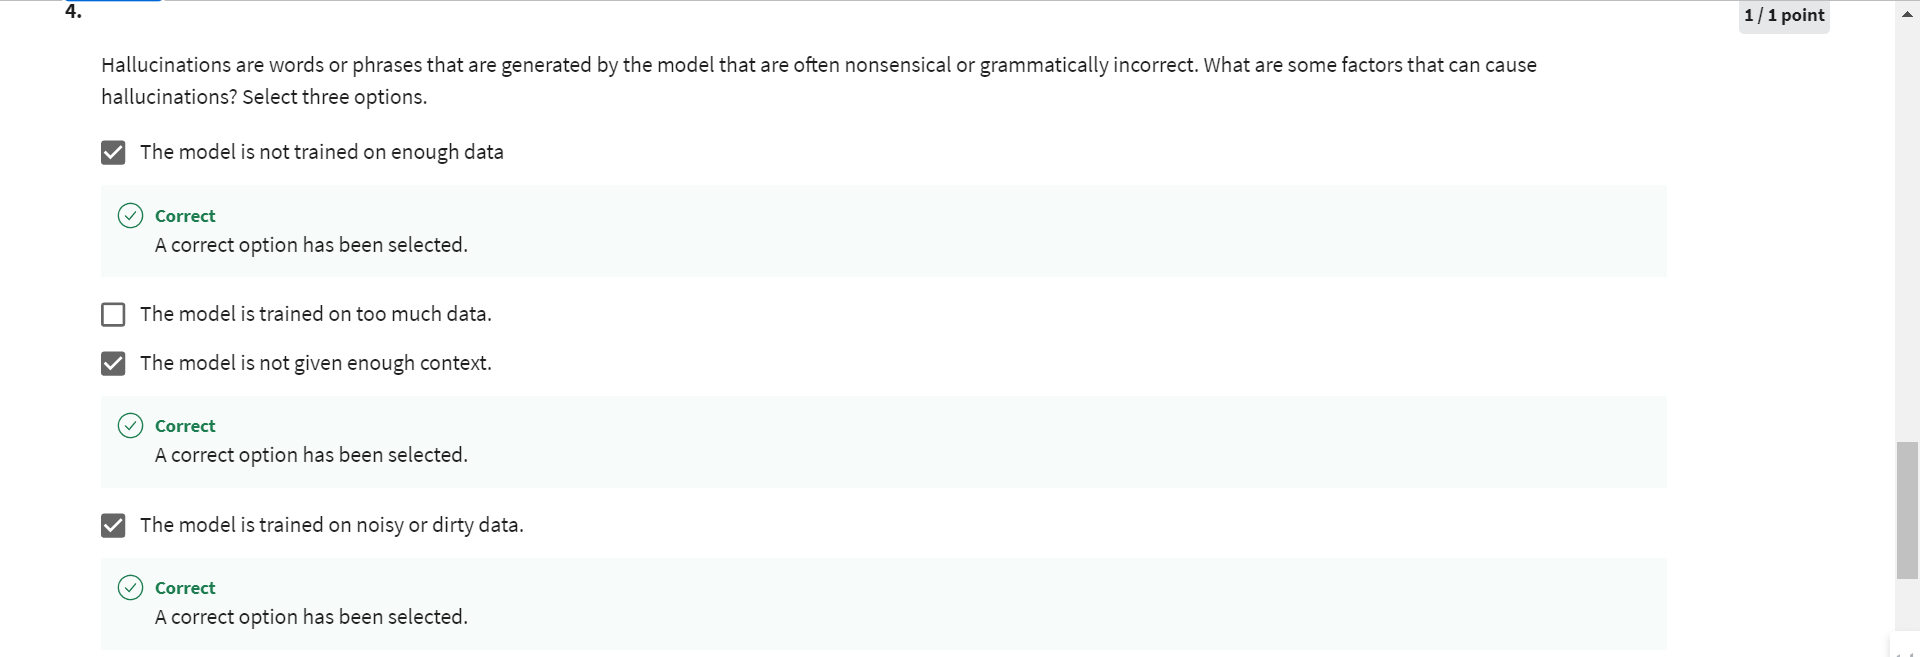 4.
1 / 1 point
Hallucinations are words or phrases that are generated by the model that are often nonsensical or grammatically incorrect. What are some factors that can cause
hallucinations? Select three options.
The model is not trained on enough data
Correct
A correct option has been selected.
The model is trained on too much data.
The model is not given enough context.
Correct
A correct option has been selected.
The model is trained on noisy or dirty data.
Correct
A correct option has been selected.